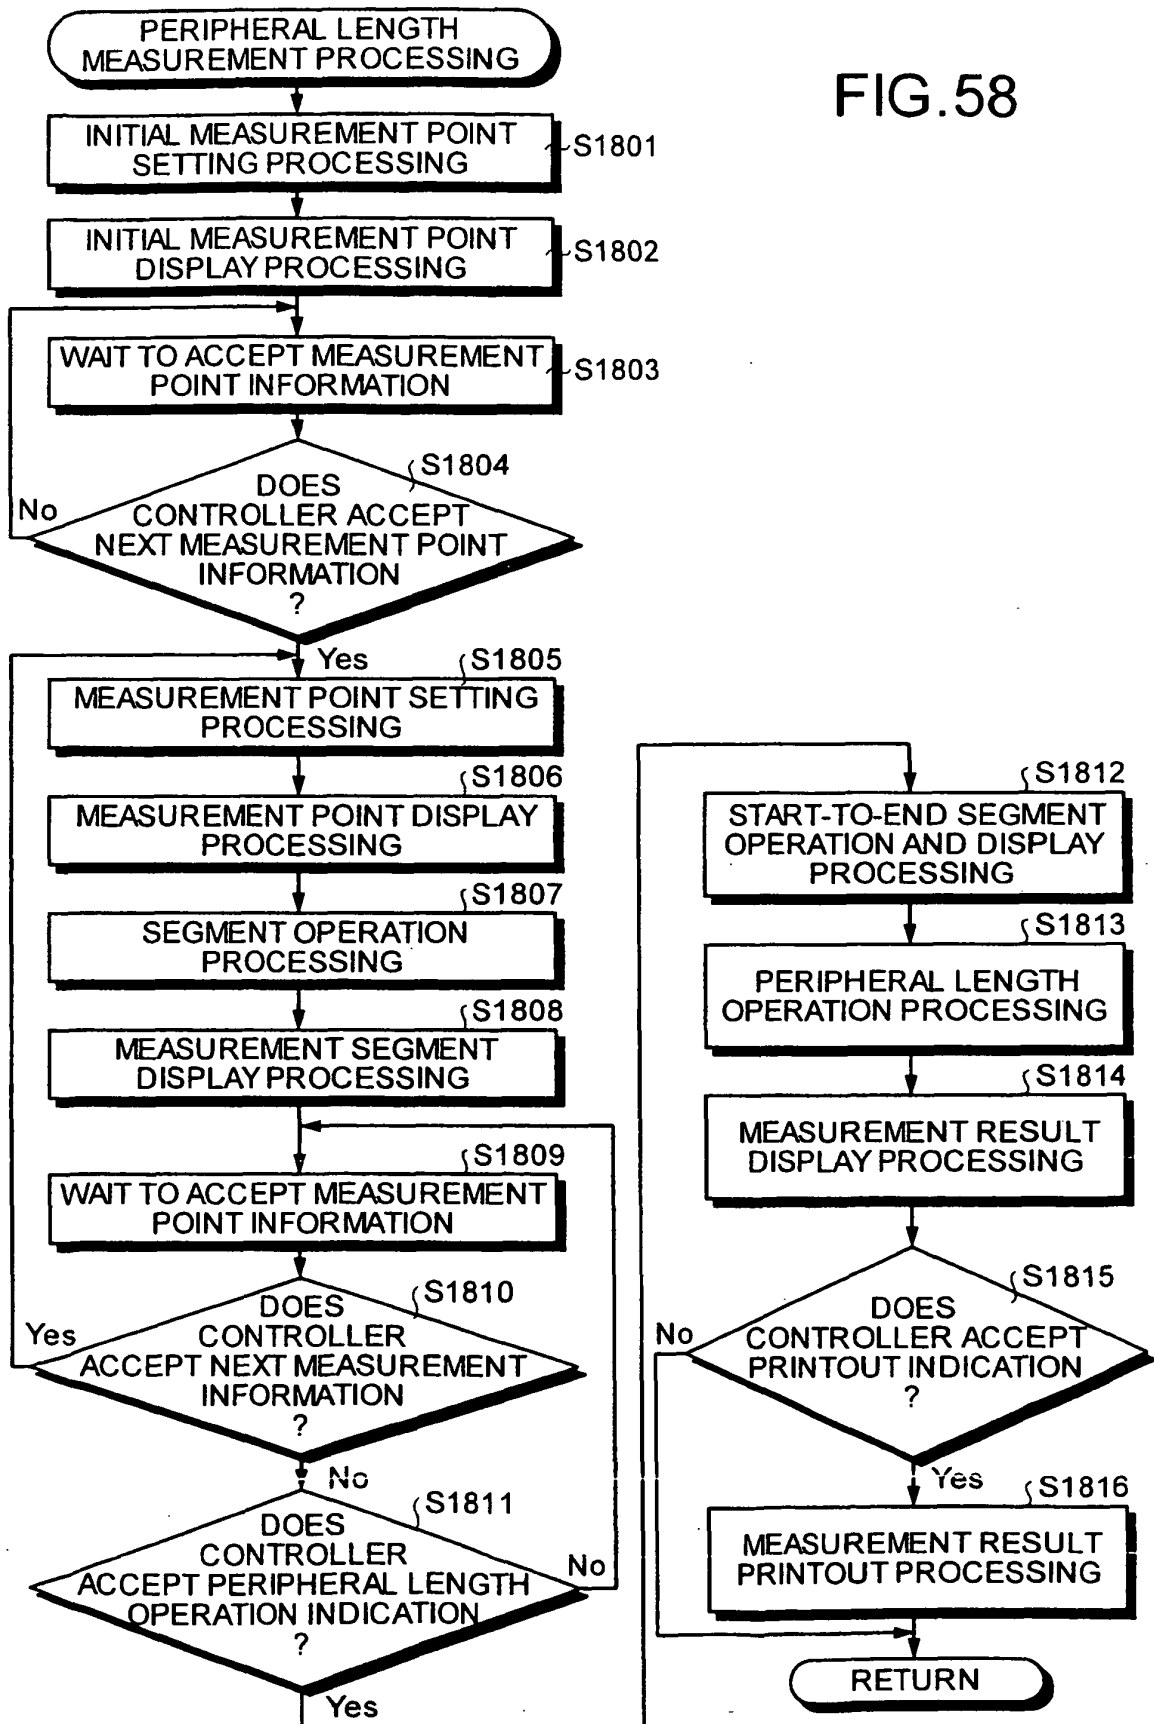 PERIPHERAL LENGTH
MEASUREMENT PROCESSING
FIG.58
INITIAL MEASUREMENT POINT
SETTING PROCESSING
S1801
INITIAL MEASUREMENT POINT
DISPLAY PROCESSING
S1802
WAIT TO ACCEPT MEASUREMENT
POINT INFORMATION
S1803
S1804
DOES
CONTROLLER ACCEPT
NEXT MEASUREMENT POINT
INFORMATION
?
No
Yes
S1805
MEASUREMENT POINT SETTING
PROCESSING
S1806
MEASUREMENT POINT DISPLAY
PROCESSING
S1807
SEGMENT OPERATION
PROCESSING
S1808
MEASUREMENT SEGMENT
DISPLAY PROCESSING
S1809
WAIT TO ACCEPT MEASUREMENT
POINT INFORMATION
S1810
DOES
CONTROLLER
ACCEPT NEXT MEASUREMENT
INFORMATION
?
Yes
No
S1811
DOES
CONTROLLER
ACCEPT PERIPHERAL LENGTH
OPERATION INDICATION
?
No
Yes
S1812
START-TO-END SEGMENT
OPERATION AND DISPLAY
PROCESSING
S1813
PERIPHERAL LENGTH
OPERATION PROCESSING
S1814
MEASUREMENT RESULT
DISPLAY PROCESSING
S1815
DOES
CONTROLLER ACCEPT
PRINTOUT INDICATION
?
No
Yes
S1816
MEASUREMENT RESULT
PRINTOUT PROCESSING
RETURN